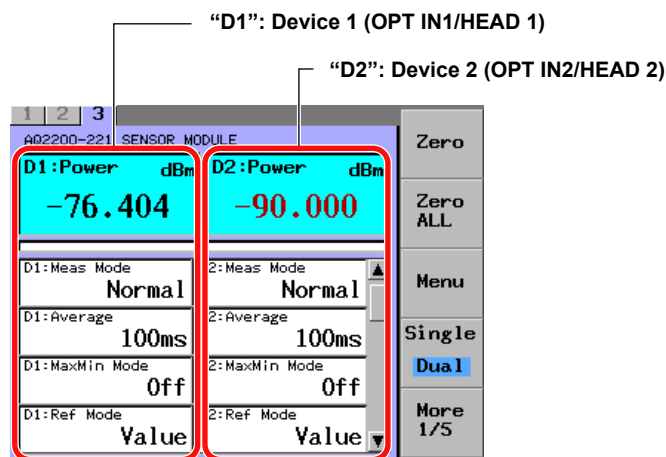 “D1”: Device 1 (OPT IN1/HEAD 1)
“D2”: Device 2 (OPT IN2/HEAD 2)
1 2 3
AQ2200-221 SENSOR MODULE
D1:Power dBm D2:Power dBm
-76.404 -90.000
D1:Meas Mode 2:Meas Mode
Normal Normal
D1:Average 2:Average
100ms 100ms
D1:MaxMin Mode 2:MaxMin Mode
Off Off
D1:Ref Mode 2:Ref Mode
Value Value
Zero
Zero
ALL
Menu
Single
Dual
More
1/5